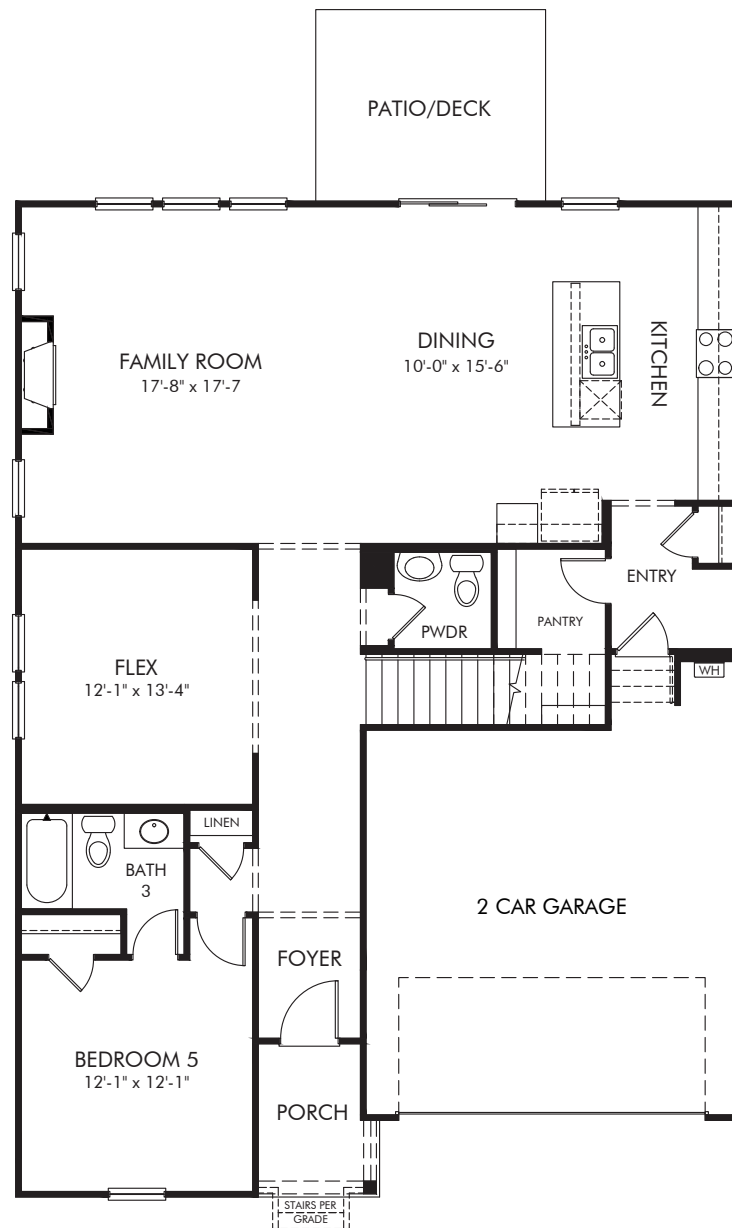 PATIO/DECK
FAMILY ROOM
17'-8" x 17'-7
DINING
10'-0" x 15'-6"
KITCHEN
ENTRY
PWDR
PANTRY
WH
FLEX
12'-1" x 13'-4"
LINEN
BATH
3
2 CAR GARAGE
FOYER
BEDROOM 5
12'-1" x 12'-1"
PORCH
STAIRS PER
GRADE